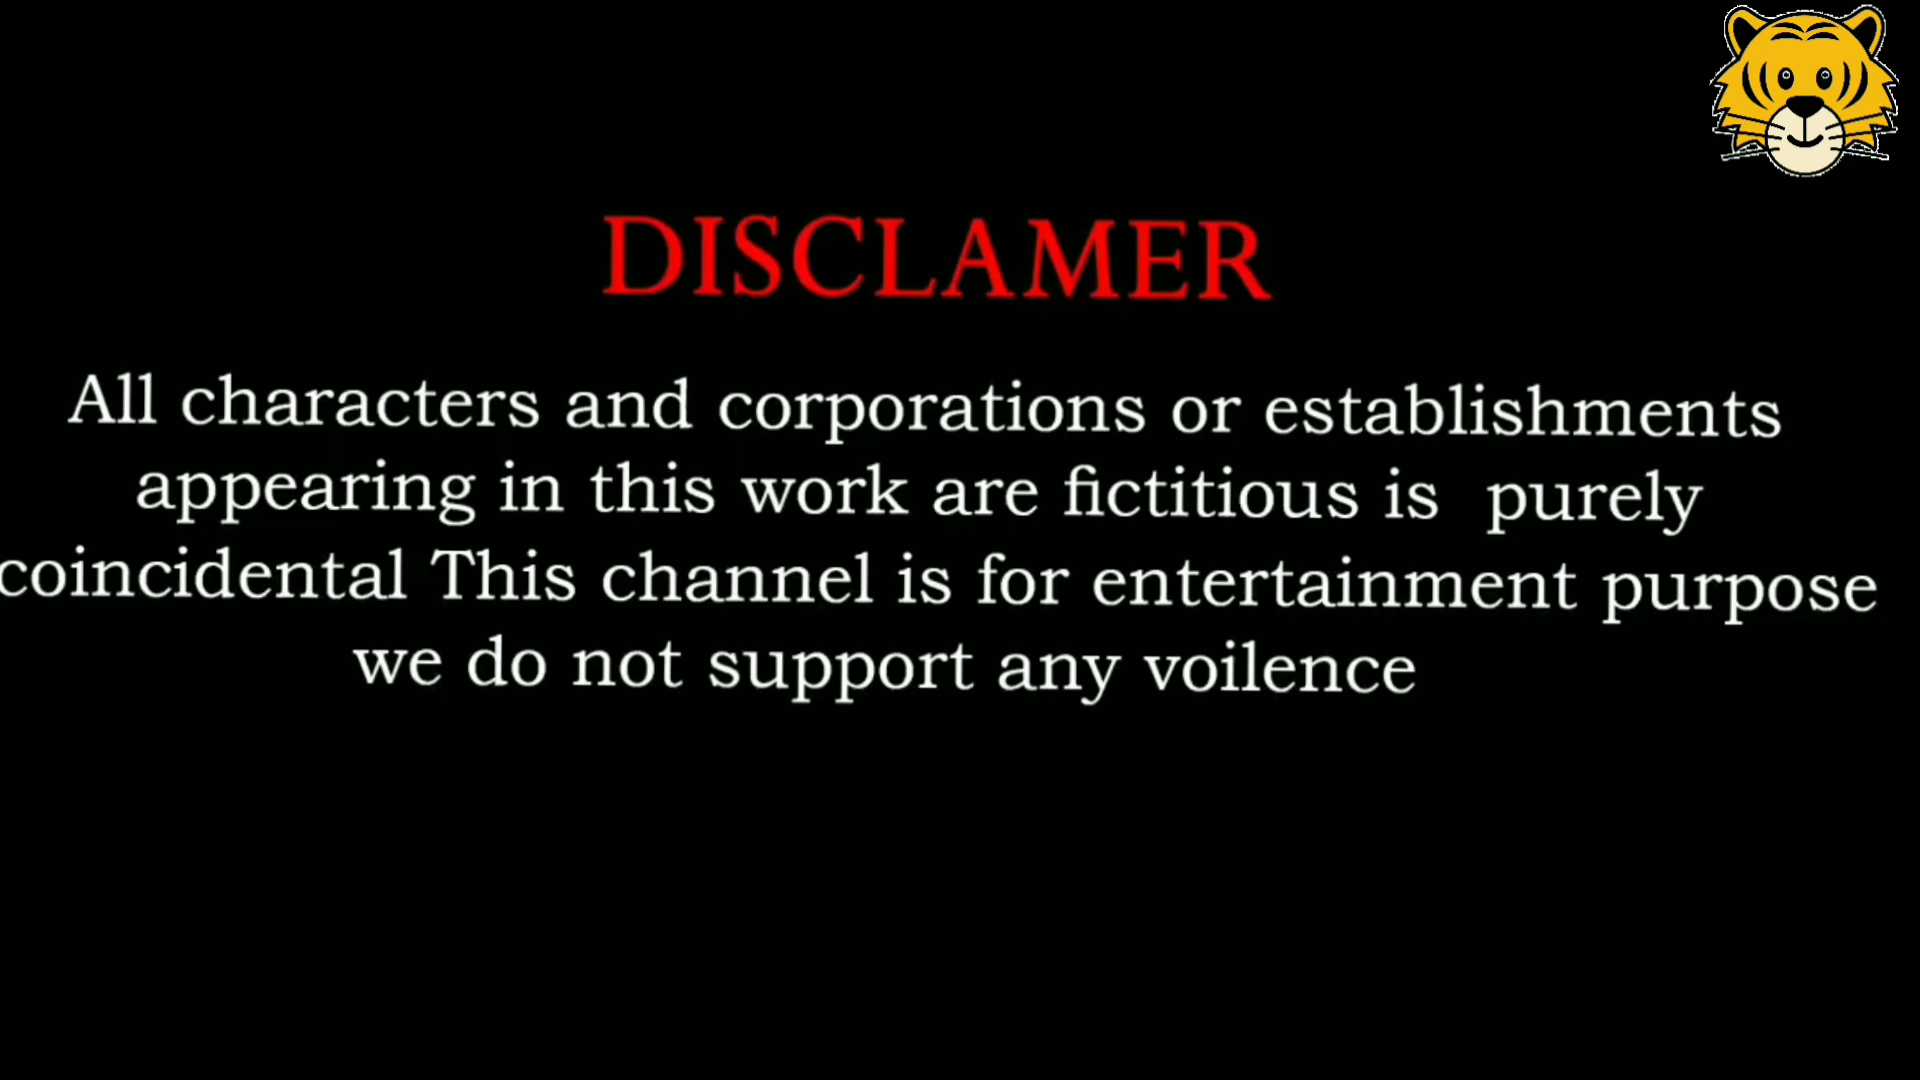 DISCLAMER
All characters and corporations or establishments
appearing in this work are fictitious is purely
coincidental This channel is for entertainment purpose
we do not support any voilence